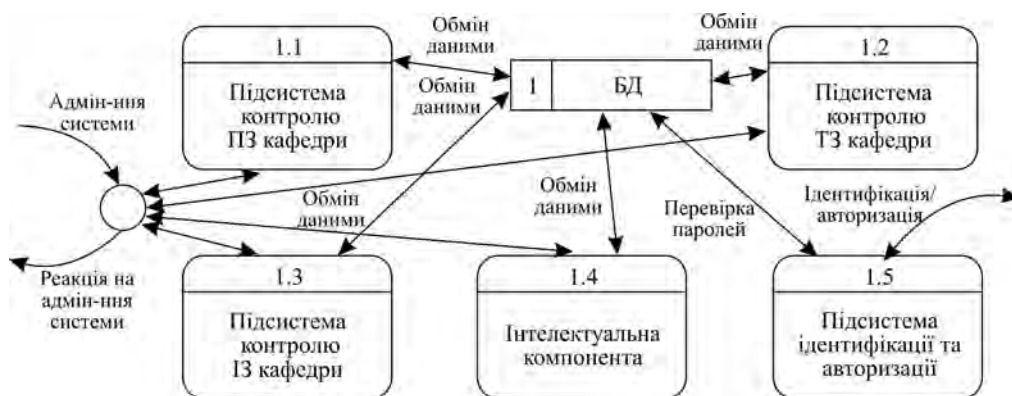 Обмін
даними
1.1
Підсистема
контролю
ПЗ кафедри
Обмін
даними
1
БД
Обмін
даними
1.2
Підсистема
контролю
ТЗ кафедри
Адмін-ння
системи
Обмін
даними
Обмін
даними
Перевірка
паролей
Ідентифікація/
авторизація
Реакція на
адмін-ння
системи
1.3
Підсистема
контролю
ІЗ кафедри
1.4
Інтелектуальна
компонента
1.5
Підсистема
ідентифікації та
авторизації